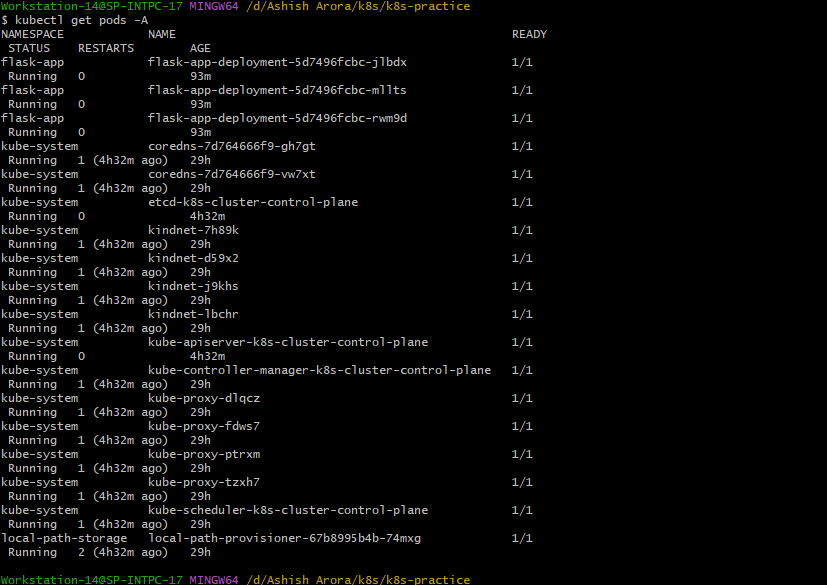 Workstation-14@SP-INTPC-17 MINGW64 /d/Ashish Arora/k8s/k8s-practice
$ kubectl get pods -A
NAMESPACE            NAME                                                READY
 STATUS    RESTARTS        AGE
flask-app            flask-app-deployment-5d7496fcbc-jlbdx               1/1
 Running   0               93m
flask-app            flask-app-deployment-5d7496fcbc-mllts               1/1
 Running   0               93m
flask-app            flask-app-deployment-5d7496fcbc-rwm9d               1/1
 Running   0               93m
kube-system          coredns-7d764666f9-gh7gt                            1/1
 Running   1 (4h32m ago)   29h
kube-system          coredns-7d764666f9-vw7xt                            1/1
 Running   1 (4h32m ago)   29h
kube-system          etcd-k8s-cluster-control-plane                      1/1
 Running   0               4h32m
kube-system          kindnet-7h89k                                       1/1
 Running   1 (4h32m ago)   29h
kube-system          kindnet-d59x2                                       1/1
 Running   1 (4h32m ago)   29h
kube-system          kindnet-j9khs                                       1/1
 Running   1 (4h32m ago)   29h
kube-system          kindnet-lbchr                                       1/1
 Running   1 (4h32m ago)   29h
kube-system          kube-apiserver-k8s-cluster-control-plane            1/1
 Running   0               4h32m
kube-system          kube-controller-manager-k8s-cluster-control-plane   1/1
 Running   1 (4h32m ago)   29h
kube-system          kube-proxy-dlqcz                                    1/1
 Running   1 (4h32m ago)   29h
kube-system          kube-proxy-fdws7                                    1/1
 Running   1 (4h32m ago)   29h
kube-system          kube-proxy-ptrxm                                    1/1
 Running   1 (4h32m ago)   29h
kube-system          kube-proxy-tzxh7                                    1/1
 Running   1 (4h32m ago)   29h
kube-system          kube-scheduler-k8s-cluster-control-plane            1/1
 Running   1 (4h32m ago)   29h
local-path-storage   local-path-provisioner-67b8995b4b-74mxg             1/1
 Running   2 (4h32m ago)   29h
Workstation-14@SP-INTPC-17 MINGW64 /d/Ashish Arora/k8s/k8s-practice